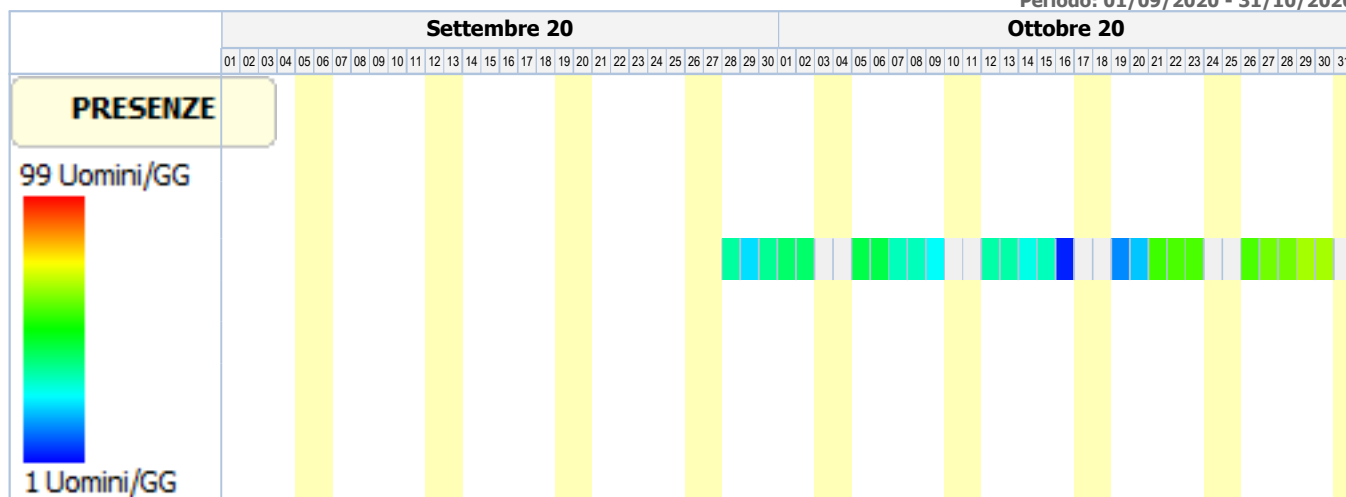 Periodo: 01/09/2020 - 31/10/2020
Settembre 20 Ottobre 20
01 02 03 04 05 06 07 08 09 10 11 12 13 14 15 16 17 18 19 20 21 22 23 24 25 26 27 28 29 30 01 02 03 04 05 06 07 08 09 10 11 12 13 14 15 16 17 18 19 20 21 22 23 24 25 26 27 28 29 30 31
PRESENZE
99 Uomini/GG
1 Uomini/GG